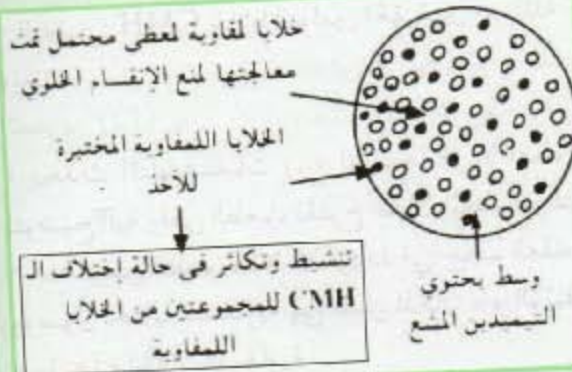 خلايا لمفاوية لمعطي محتمل تمت
معالجتها لمنع الإنقسام الخلوي
الخلايا اللمفاوية المختبرة
للآخذ
تنشيط وتكاثر في حالة إختلاف الـ
CMH للمجموعتين من الخلايا
اللمفاوية
وسط يحتوي
التيميدين المشع